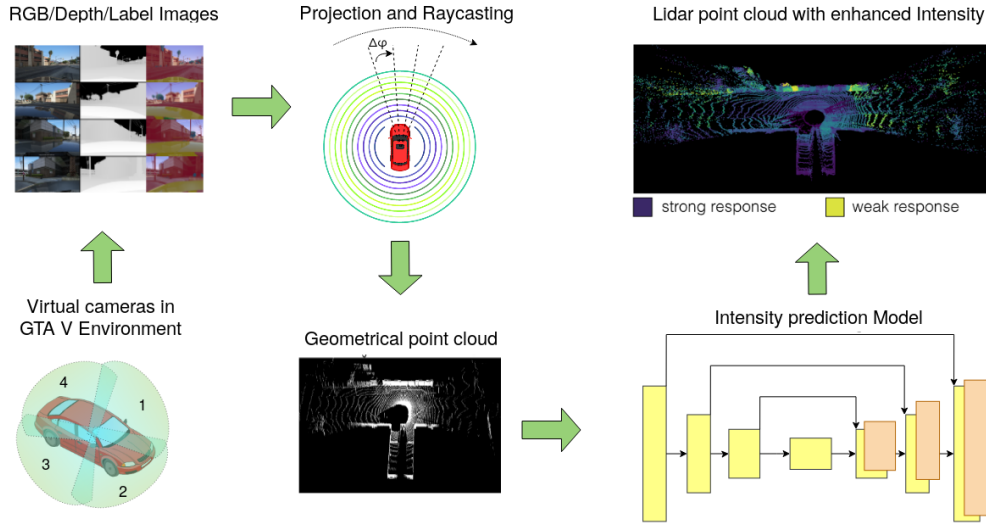 RGB/Depth/Label Images
Projection and Raycasting
Δφ
Lidar point cloud with enhanced Intensity
strong response
weak response
Virtual cameras in
GTA V Environment
4
1
3
2
Geometrical point cloud
Intensity prediction Model